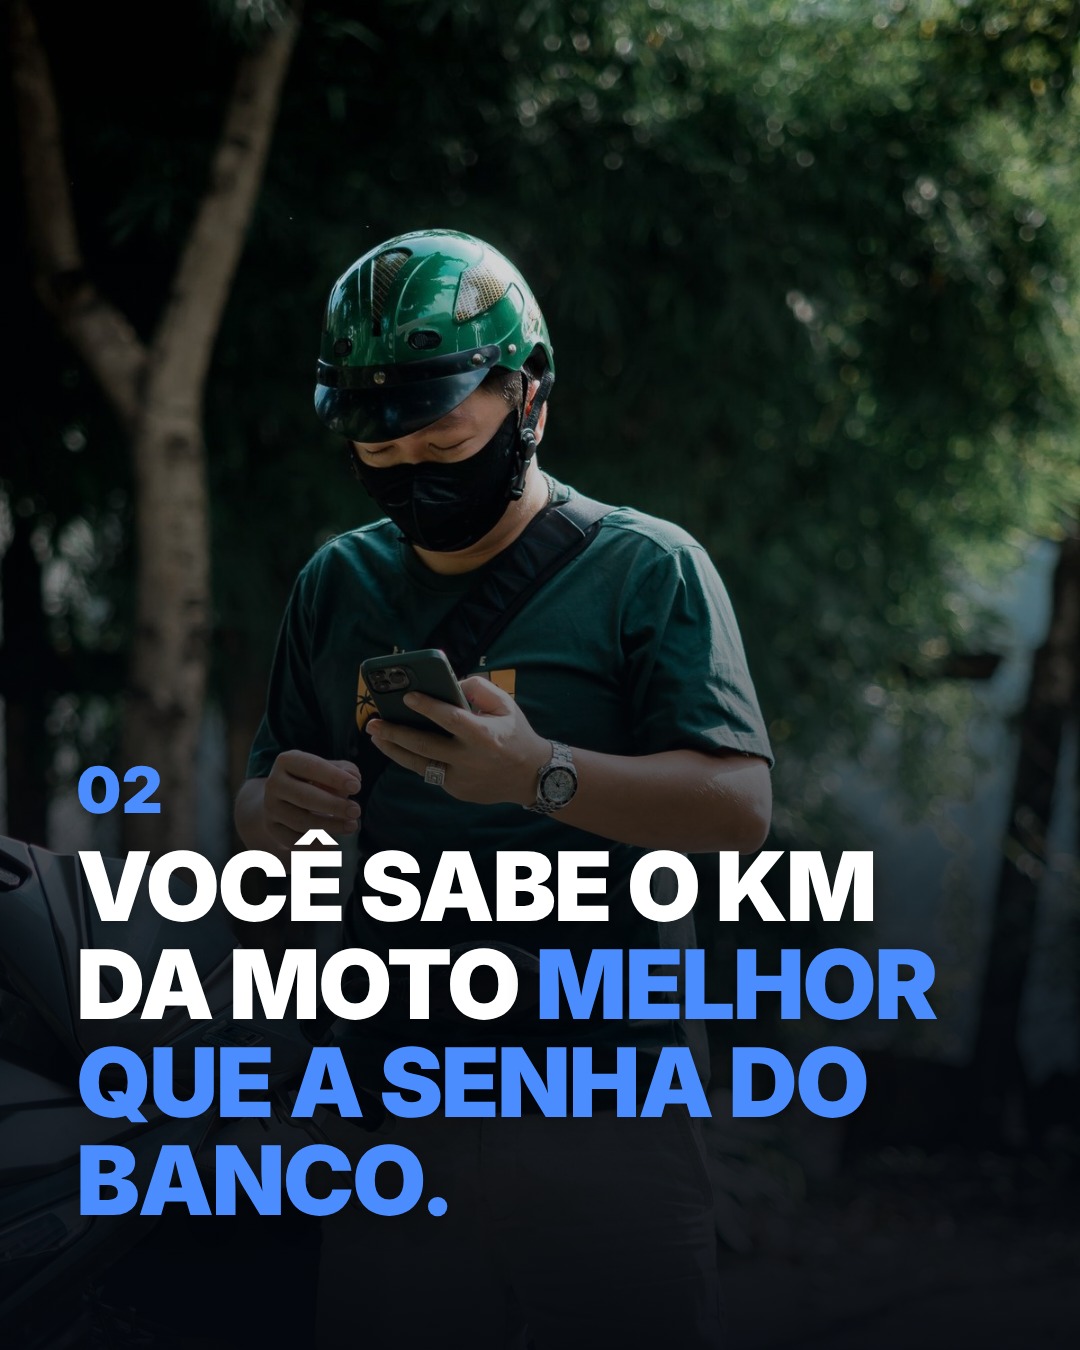 02
VOCÊ SABE O KM
DA MOTO MELHOR
QUE A SENHA DO
BANCO.